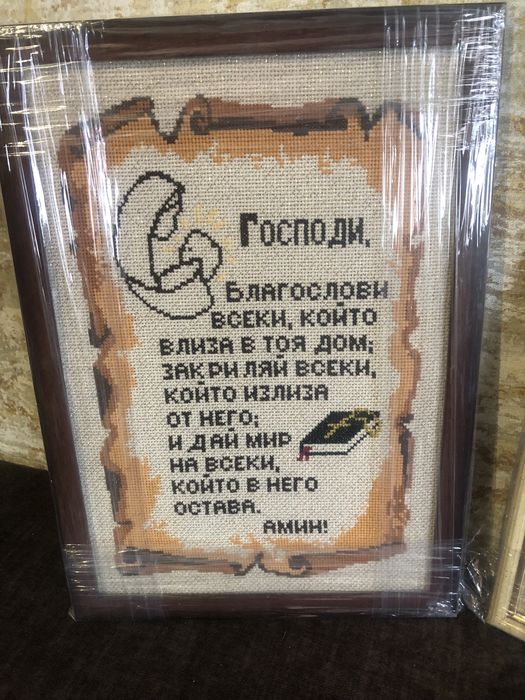 Господи,
Благослови
всеки, който
влиза в тоя дом;
закриляй всеки,
който излиза
от него;
и дай мир
на всеки,
който в него
остава.
Амин!